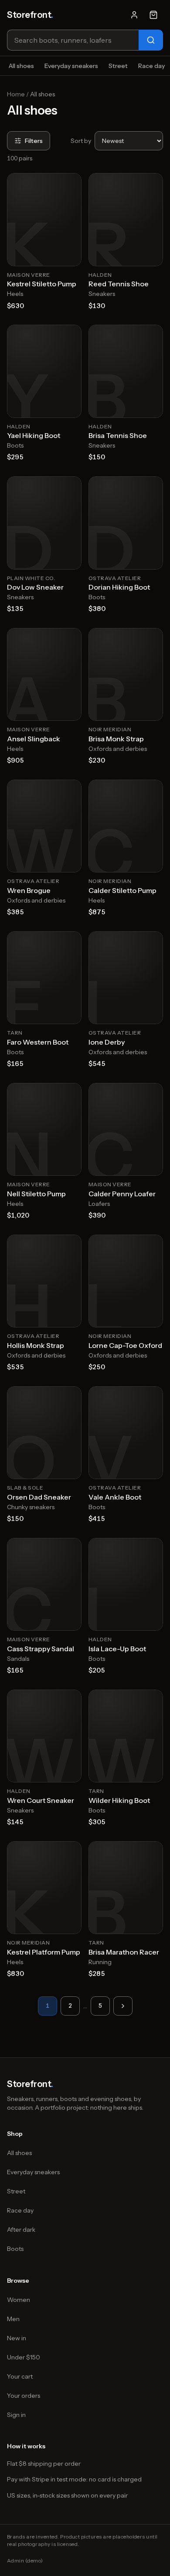 Storefront.
Search boots, runners, loafers
All shoes Everyday sneakers Street Race day
Home / All shoes
All shoes
Filters Sort by Newest
100 pairs
K R
MAISON VERRE HALDEN
Kestrel Stiletto Pump Reed Tennis Shoe
Heels Sneakers
$630 $130
Y B
HALDEN HALDEN
Yael Hiking Boot Brisa Tennis Shoe
Boots Sneakers
$295 $150
D D
PLAIN WHITE CO. OSTRAVA ATELIER
Dov Low Sneaker Dorian Hiking Boot
Sneakers Boots
$135 $380
A B
MAISON VERRE NOIR MERIDIAN
Ansel Slingback Brisa Monk Strap
Heels Oxfords and derbies
$905 $230
W C
OSTRAVA ATELIER NOIR MERIDIAN
Wren Brogue Calder Stiletto Pump
Oxfords and derbies Heels
$385 $875
F I
TARN OSTRAVA ATELIER
Faro Western Boot Ione Derby
Boots Oxfords and derbies
$165 $545
N C
MAISON VERRE MAISON VERRE
Nell Stiletto Pump Calder Penny Loafer
Heels Loafers
$1,020 $390
H L
OSTRAVA ATELIER NOIR MERIDIAN
Hollis Monk Strap Lorne Cap-Toe Oxford
Oxfords and derbies Oxfords and derbies
$535 $250
O V
SLAB & SOLE OSTRAVA ATELIER
Orsen Dad Sneaker Vale Ankle Boot
Chunky sneakers Boots
$150 $415
C I
MAISON VERRE HALDEN
Cass Strappy Sandal Isla Lace-Up Boot
Sandals Boots
$165 $205
W W
HALDEN TARN
Wren Court Sneaker Wilder Hiking Boot
Sneakers Boots
$145 $305
K B
NOIR MERIDIAN TARN
Kestrel Platform Pump Brisa Marathon Racer
Heels Running
$830 $285
1 2 … 5
Storefront.
Sneakers, runners, boots and evening shoes, by
occasion. A portfolio project: nothing here ships.
Shop
All shoes
Everyday sneakers
Street
Race day
After dark
Boots
Browse
Women
Men
New in
Under $150
Your cart
Your orders
Sign in
How it works
Flat $8 shipping per order
Pay with Stripe in test mode: no card is charged
US sizes, in-stock sizes shown on every pair
Brands are invented. Product pictures are placeholders until
real photography is licensed.
Admin (demo)